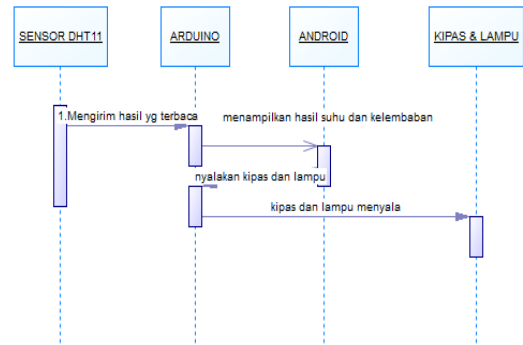 SENSOR DHT11
ARDUINO
ANDROID
KIPAS & LAMPU
1.Mengirim hasil yg terbaca
menampilkan hasil suhu dan kelembaban
nyalakan kipas dan lampu
kipas dan lampu menyala